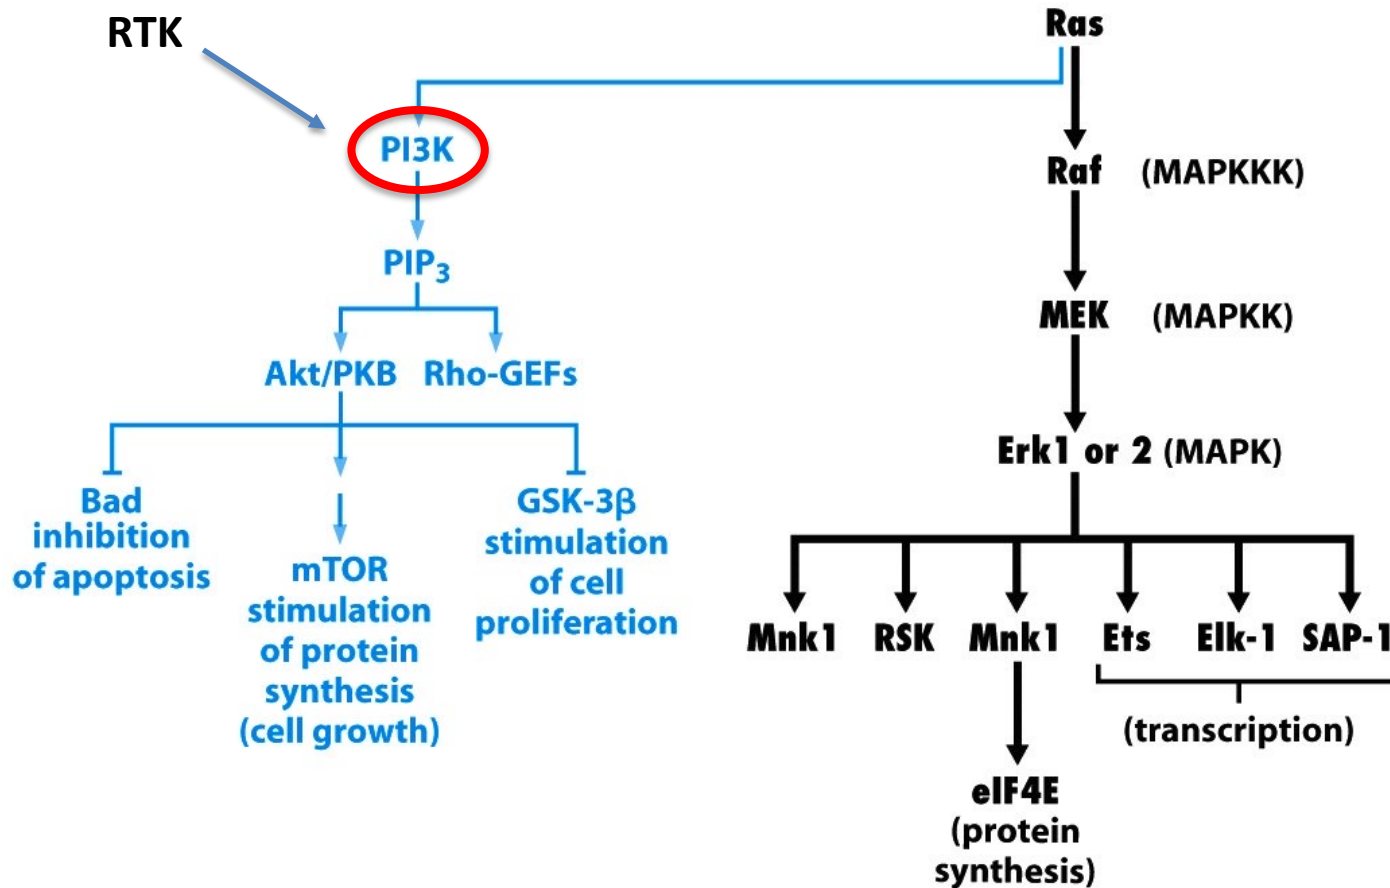 RTK
Ras
PI3K
Raf (MAPKKK)
PIP₃
MEK (MAPKK)
Akt/PKB Rho-GEFs
Erk1 or 2 (MAPK)
Bad
inhibition
of apoptosis
mTOR
stimulation
of protein
synthesis
(cell growth)
GSK-3β
stimulation
of cell
proliferation
Mnk1 RSK Mnk1 Ets Elk-1 SAP-1
(transcription)
eIF4E
(protein
synthesis)